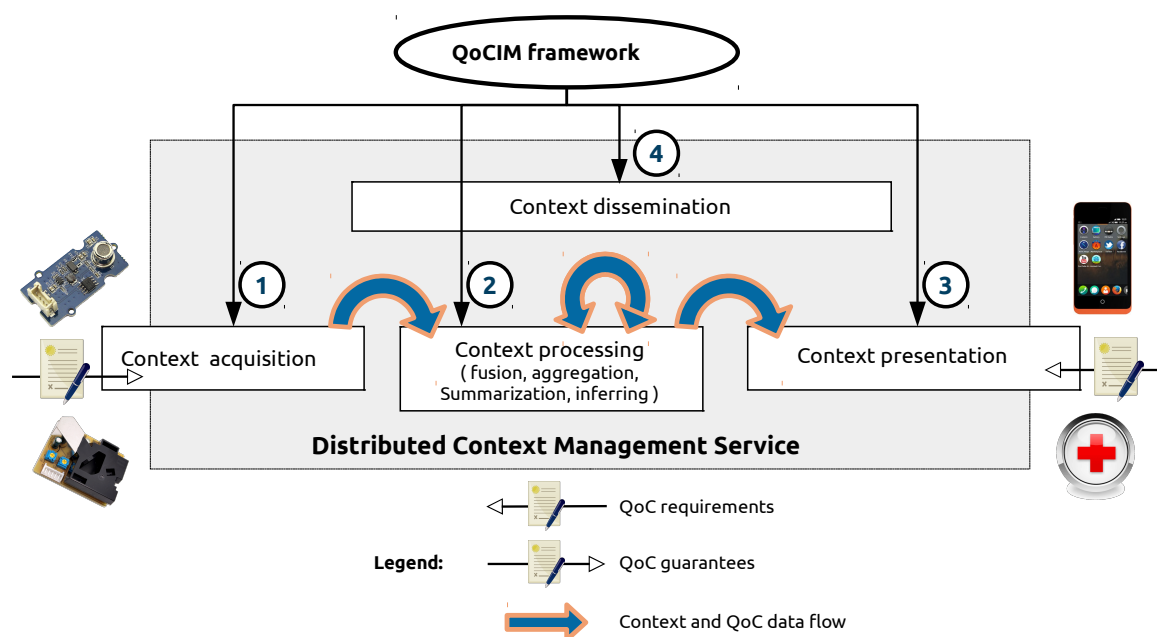 QoCIM framework
4
Context dissemination
1
2
3
Context acquisition
Context processing
( fusion, aggregation,
Summarization, inferring )
Context presentation
Distributed Context Management Service
QoC requirements
Legend:
QoC guarantees
Context and QoC data flow